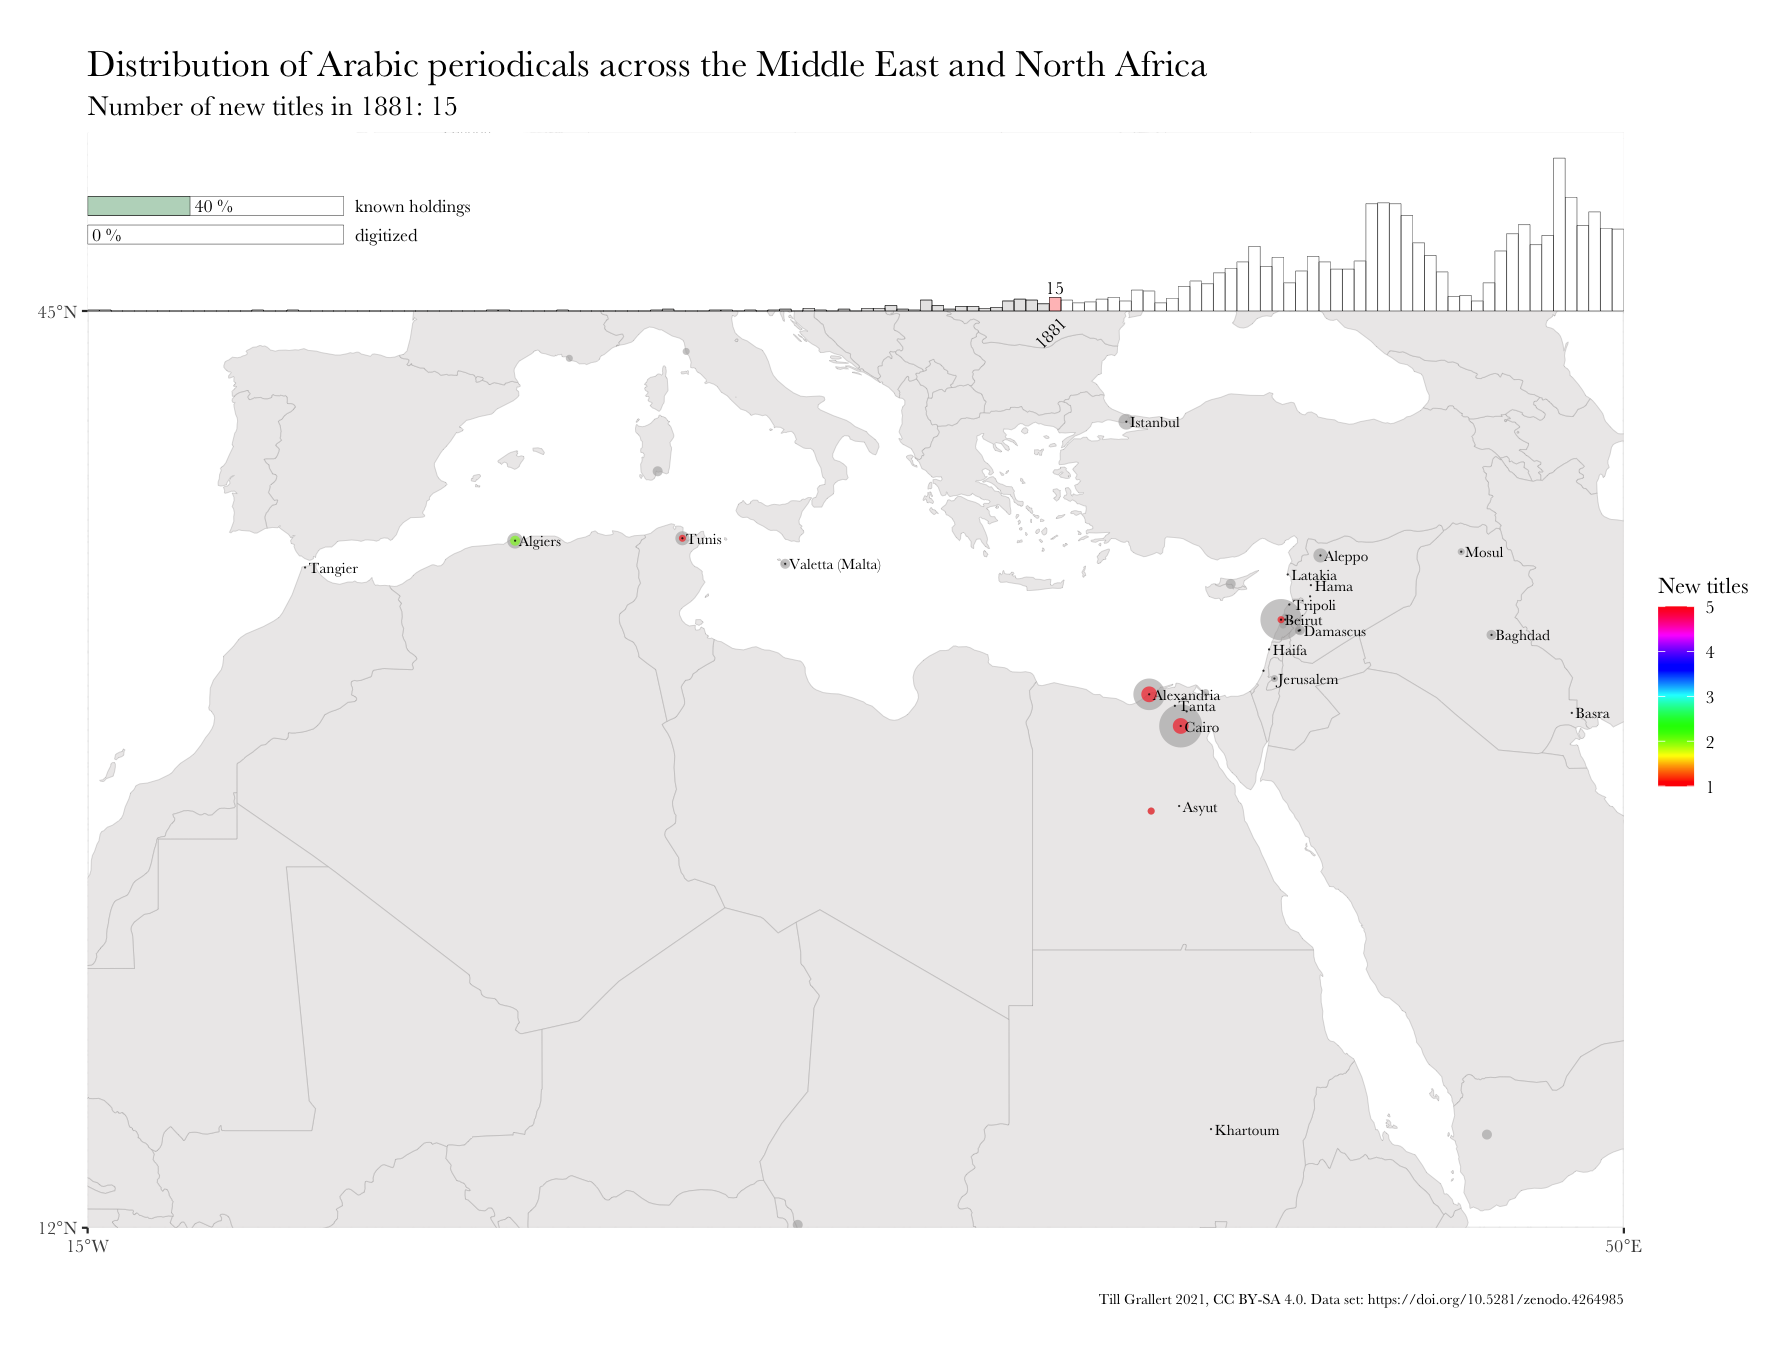 Distribution of Arabic periodicals across the Middle East and North Africa
Number of new titles in 1881: 15
40 % known holdings
0 % digitized
15
45°N
1881
Istanbul
Algiers
Tunis
Tangier
Valetta (Malta)
Aleppo
Mosul
Latakia
Hama
Tripoli
Beirut
Damascus
Baghdad
Haifa
Jerusalem
Alexandria
Tanta
Cairo
Basra
Asyut
Khartoum
New titles
5
4
3
2
1
12°N
15°W
50°E
Till Grallert 2021, CC BY-SA 4.0. Data set: https://doi.org/10.5281/zenodo.4264985